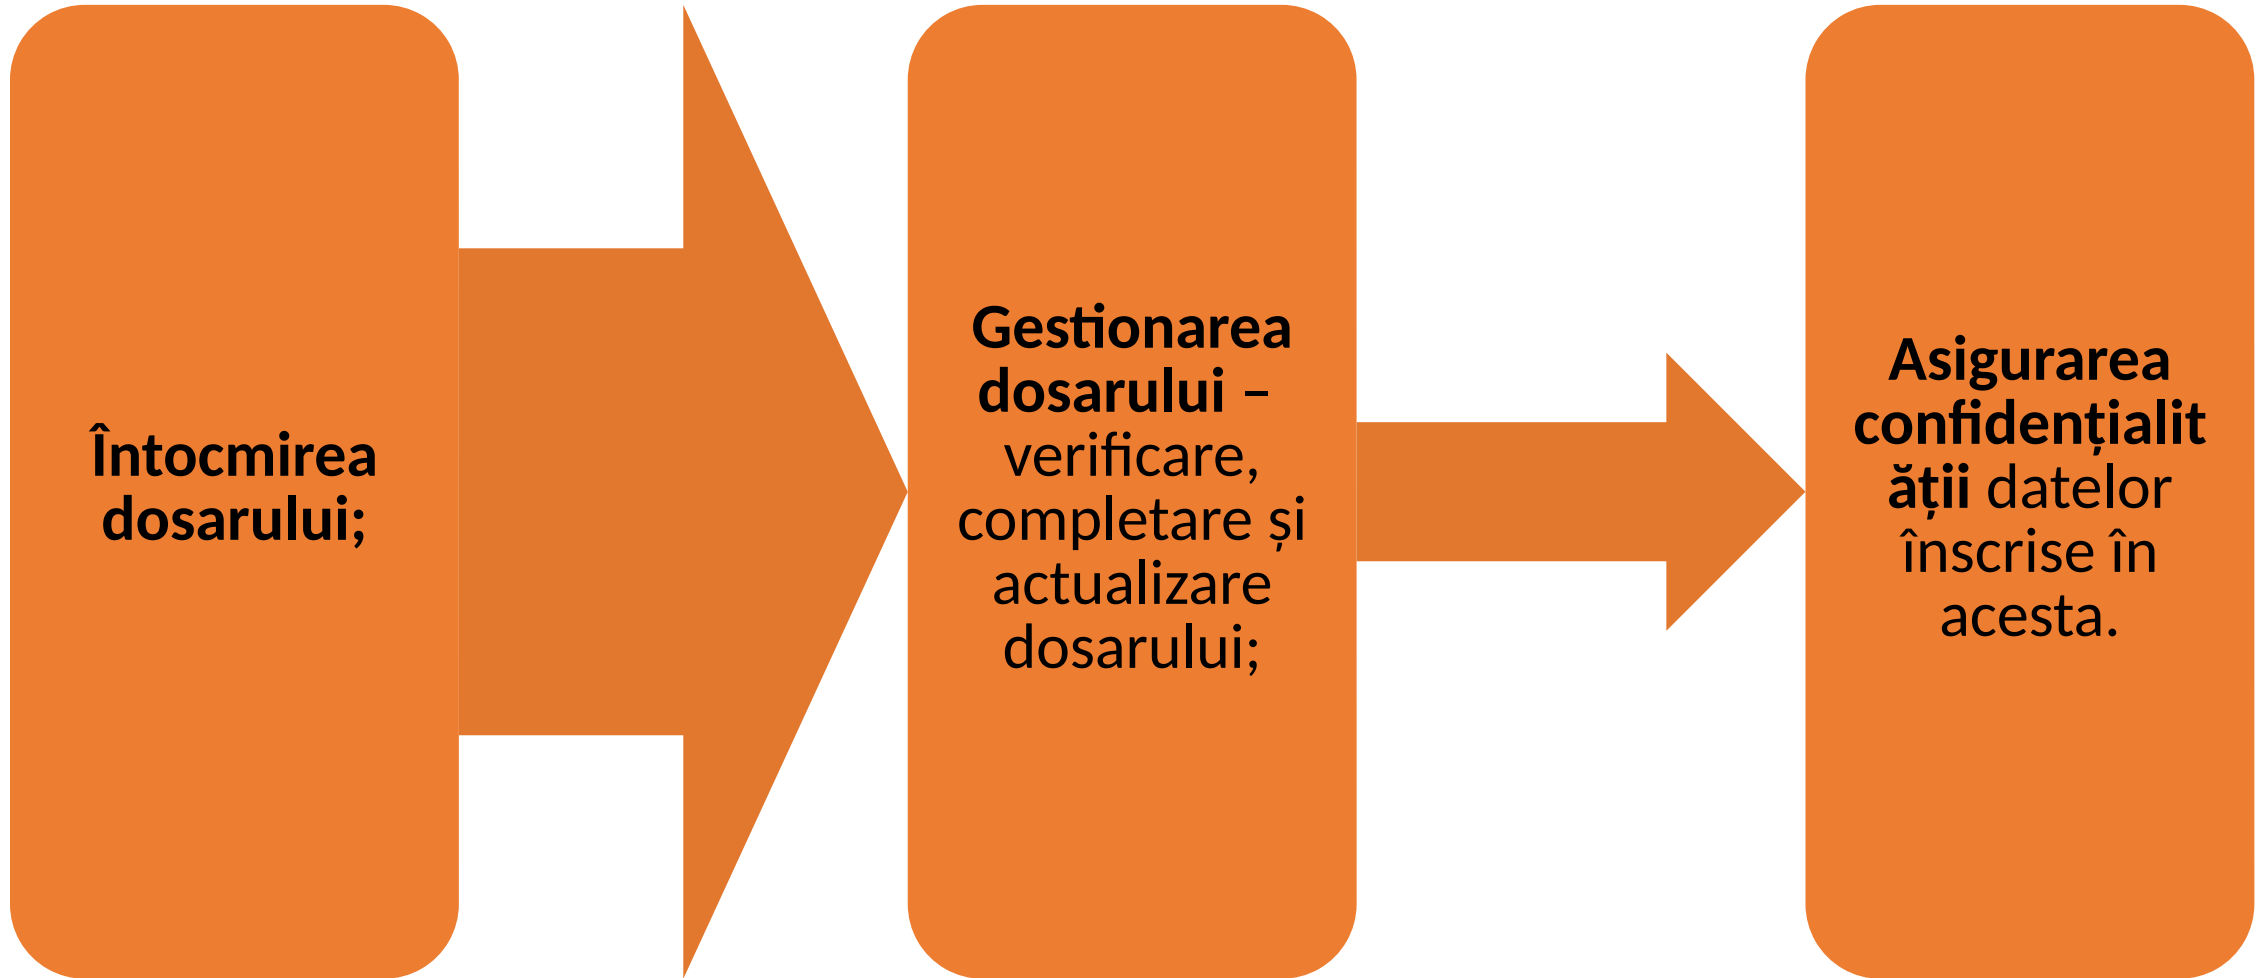 Întocmirea
dosarului;
Gestionarea
dosarului –
verificare,
completare și
actualizare
dosarului;
Asigurarea
confidențialit
ății datelor
înscrise în
acesta.